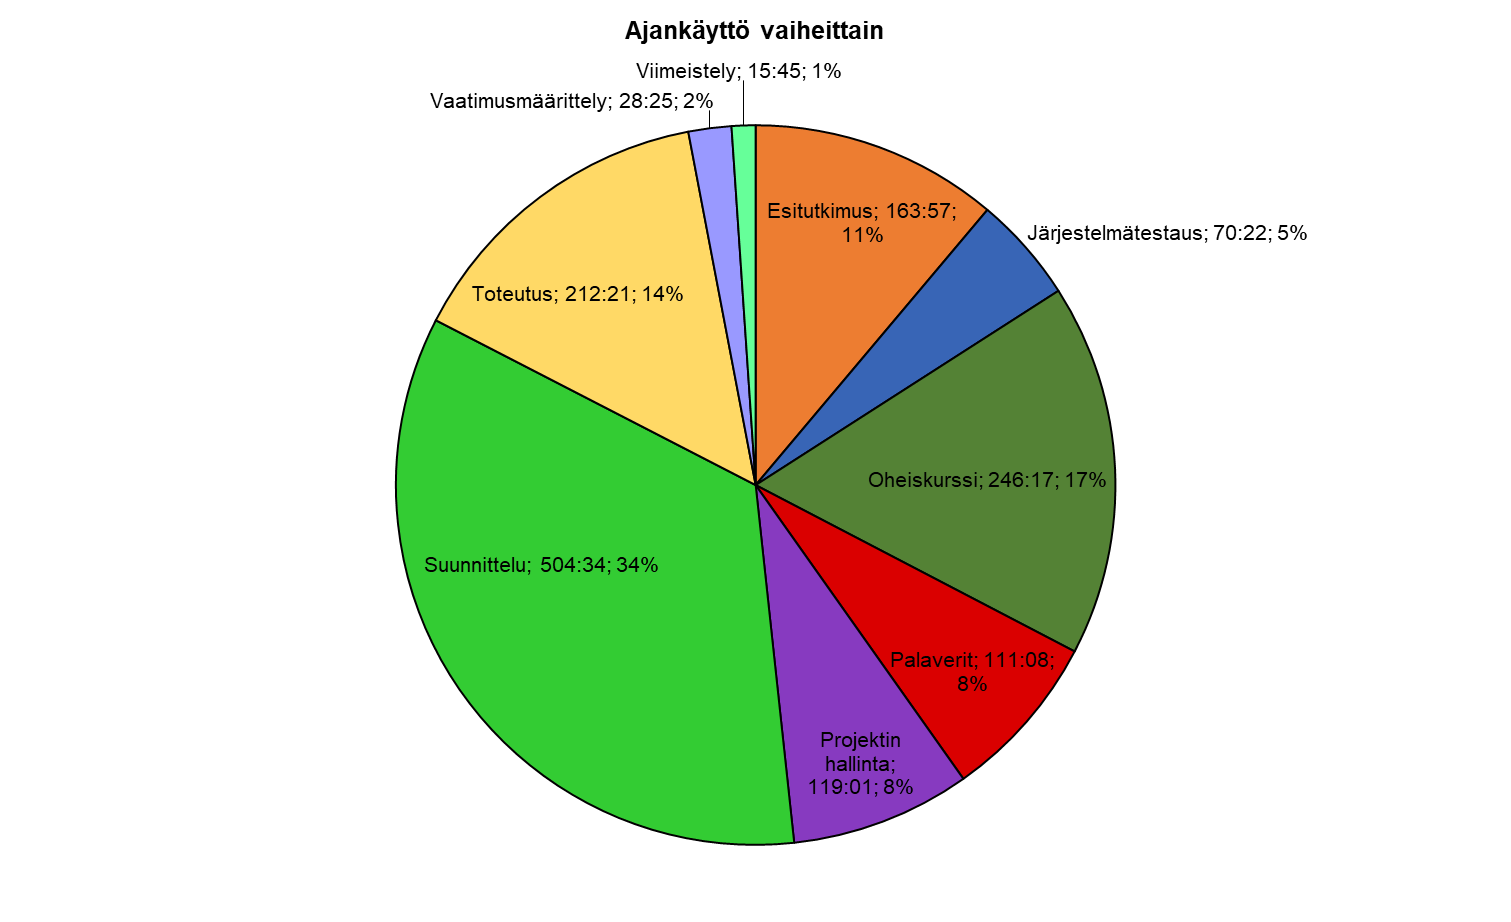 Ajankäyttö vaiheittain
Viimeistely; 15:45; 1%
Vaatimusmäärittely; 28:25; 2%
Esitutkimus; 163:57;
11%
Järjestelmätestaus; 70:22; 5%
Toteutus; 212:21; 14%
Oheiskurssi; 246:17; 17%
Suunnittelu; 504:34; 34%
Palaverit; 111:08;
8%
Projektin
hallinta;
119:01; 8%